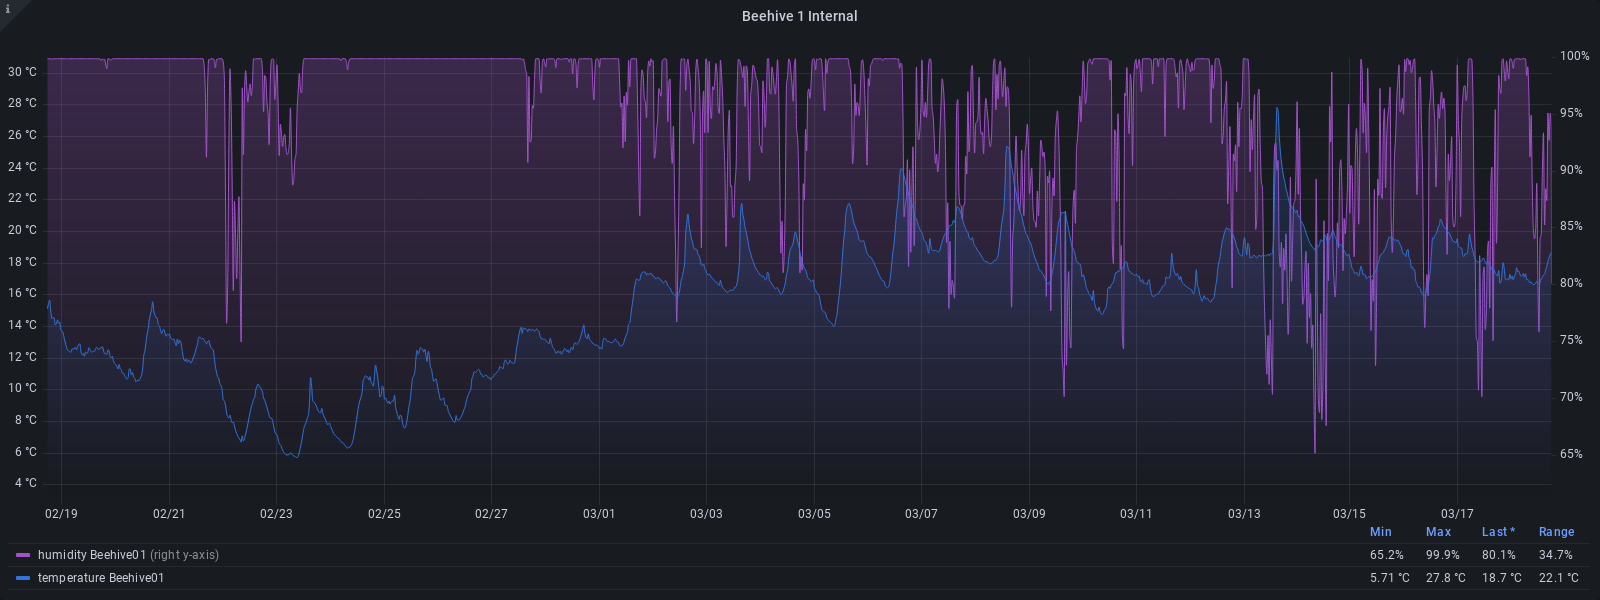 i
Beehive 1 Internal
30 °C
28 °C
26 °C
24 °C
22 °C
20 °C
18 °C
16 °C
14 °C
12 °C
10 °C
8 °C
6 °C
4 °C
100%
95%
90%
85%
80%
75%
70%
65%
02/19 02/21 02/23 02/25 02/27 03/01 03/03 03/05 03/07 03/09 03/11 03/13 03/15 03/17
Min Max Last * Range
humidity Beehive01 (right y-axis) 65.2% 99.9% 80.1% 34.7%
temperature Beehive01 5.71 °C 27.8 °C 18.7 °C 22.1 °C